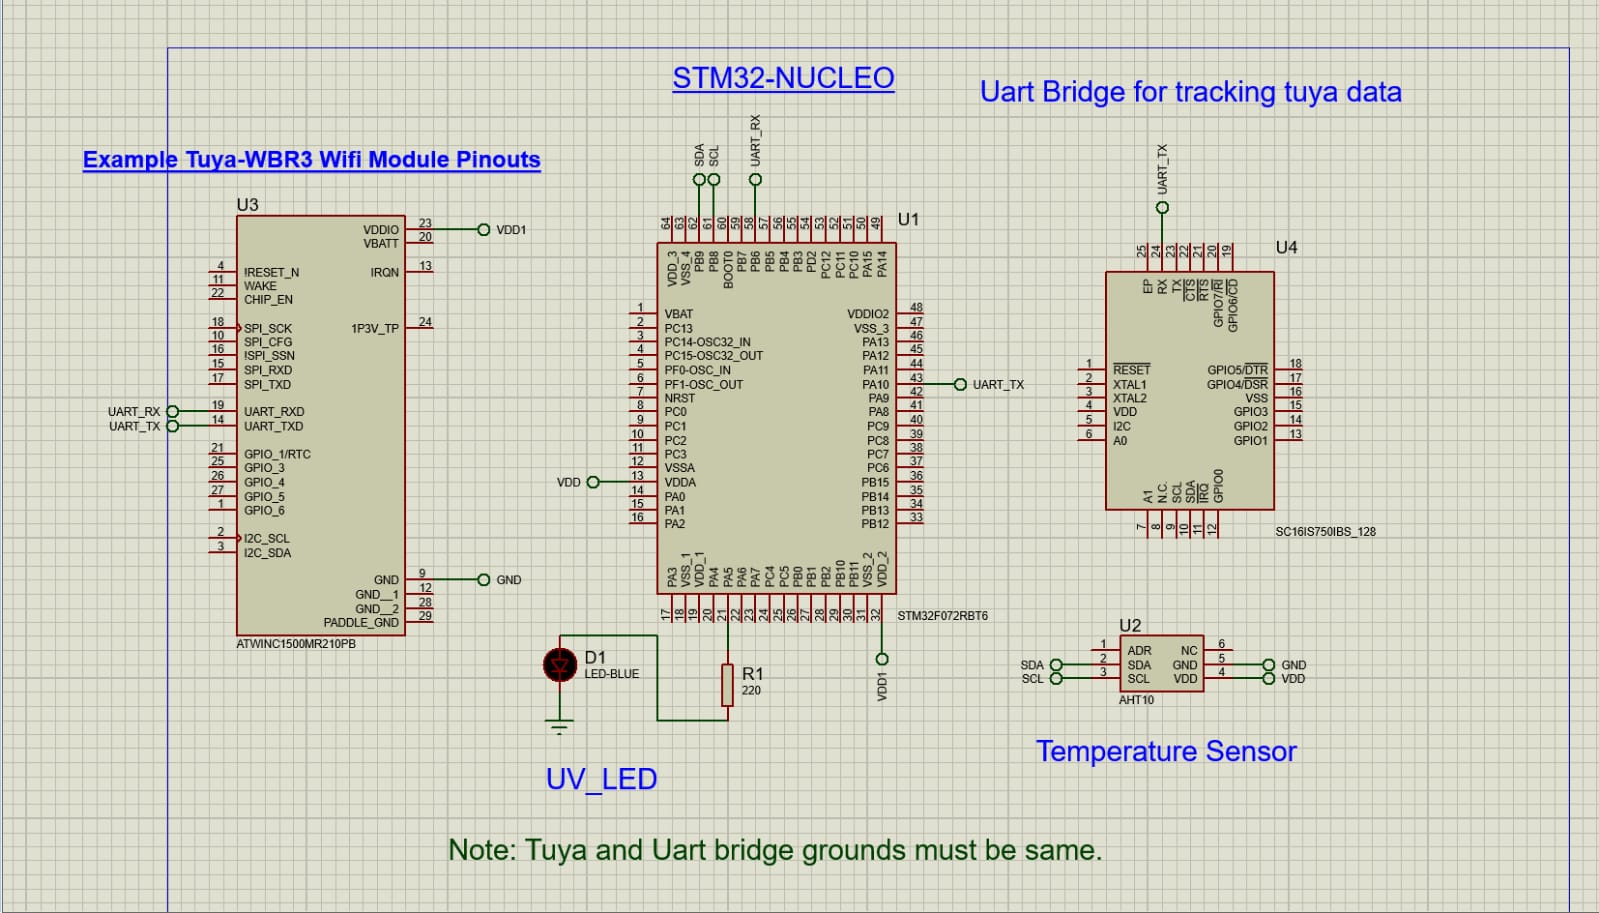 STM32-NUCLEO
Uart Bridge for tracking tuya data
Example Tuya-WBR3 Wifi Module Pinouts
U3
VDDIO 23 VDD1
VBATT 20
4 !RESET_N
IRQN 13
11 WAKE
22 CHIP_EN
18 SPI_SCK
1P3V_TP 24
10 SPI_CFG
16 !SPI_SSN
15 SPI_RXD
17 SPI_TXD
UART_RX 19 UART_RXD
UART_TX 14 UART_TXD
21 GPIO_1/RTC
25 GPIO_3
26 GPIO_4
27 GPIO_5
1 GPIO_6
2 I2C_SCL
3 I2C_SDA
GND 9 GND
GND__1 12
GND__2 28
PADDLE_GND 29
ATWINC1500MR210PB
SDA
SCL
UART_RX
U1
64 VDD_3
63 VSS_4
62 PB9
61 PB8
60 BOOT0
59 PB7
58 PB6
57 PB5
56 PB4
55 PB3
54 PD2
53 PC12
52 PC11
51 PC10
50 PA15
49 PA14
1 VBAT
2 PC13
3 PC14-OSC32_IN
4 PC15-OSC32_OUT
5 PF0-OSC_IN
6 PF1-OSC_OUT
7 NRST
8 PC0
9 PC1
10 PC2
11 PC3
12 VSSA
VDD 13 VDDA
14 PA0
15 PA1
16 PA2
VDDIO2 48
VSS_3 47
PA13 46
PA12 45
PA11 44
PA10 43 UART_TX
PA9 42
PA8 41
PC9 40
PC8 39
PC7 38
PC6 37
PB15 36
PB14 35
PB13 34
PB12 33
PA3 17
VSS_1 18
VDD_1 19
PA4 20
PA5 21
PA6 22
PA7 23
PC4 24
PC5 25
PB0 26
PB1 27
PB2 28
PB10 29
PB11 30
VSS_2 31
VDD_2 32
STM32F072RBT6
VDD1
D1
LED-BLUE
R1
220
UV_LED
UART_TX
U4
25 EP
24 RX
23 TX
22 CTS
21 RTS
20 GPIO7/RI
19 GPIO6/CD
1 RESET
2 XTAL1
3 XTAL2
4 VDD
5 I2C
6 A0
GPIO5/DTR 18
GPIO4/DSR 17
VSS 16
GPIO3 15
GPIO2 14
GPIO1 13
A1 7
N.C. 8
SCL 9
SDA 10
IRQ 11
GPIO0 12
SC16IS750IBS_128
U2
1 ADR NC 6
SDA 2 SDA GND 5 GND
SCL 3 SCL VDD 4 VDD
AHT10
Temperature Sensor
Note: Tuya and Uart bridge grounds must be same.